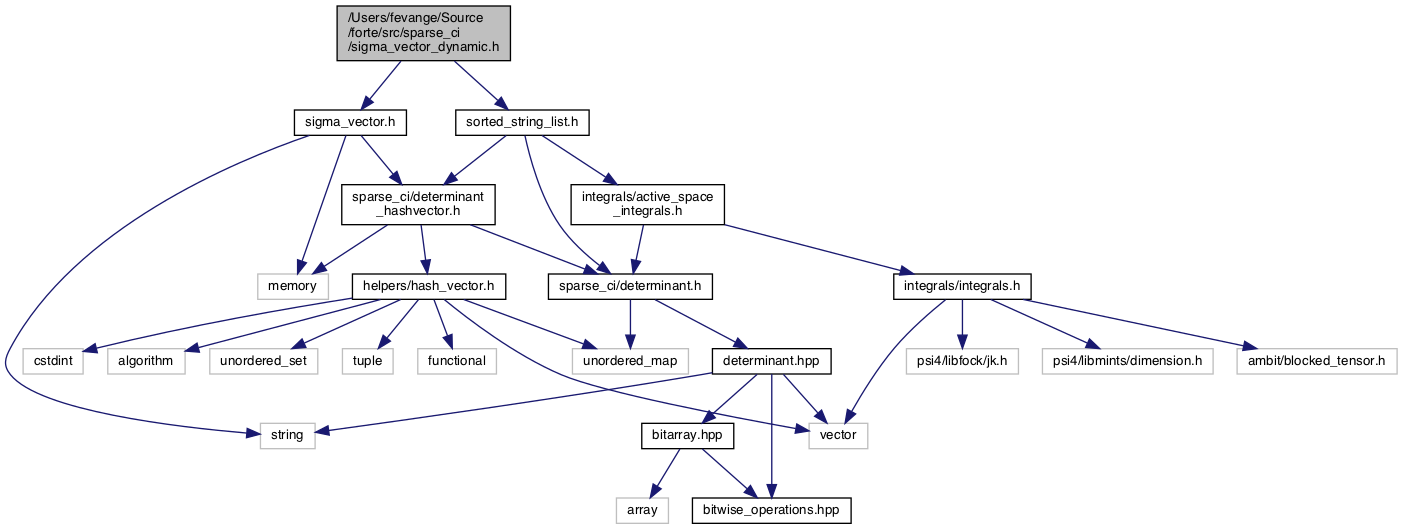 /Users/fevange/Source
/forte/src/sparse_ci
/sigma_vector_dynamic.h
sigma_vector.h
sorted_string_list.h
sparse_ci/determinant
_hashvector.h
integrals/active_space
_integrals.h
memory
helpers/hash_vector.h
sparse_ci/determinant.h
integrals/integrals.h
cstdint
algorithm
unordered_set
tuple
functional
unordered_map
determinant.hpp
psi4/libfock/jk.h
psi4/libmints/dimension.h
ambit/blocked_tensor.h
string
bitarray.hpp
vector
array
bitwise_operations.hpp